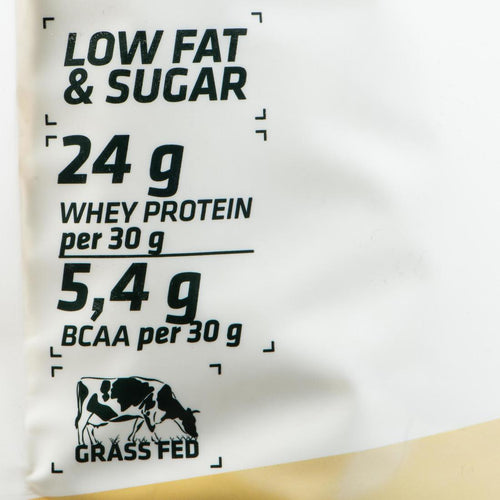 LOW FAT
& SUGAR
24 g
WHEY PROTEIN
per 30 g
5,4 g
BCAA per 30 g
GRASS FED